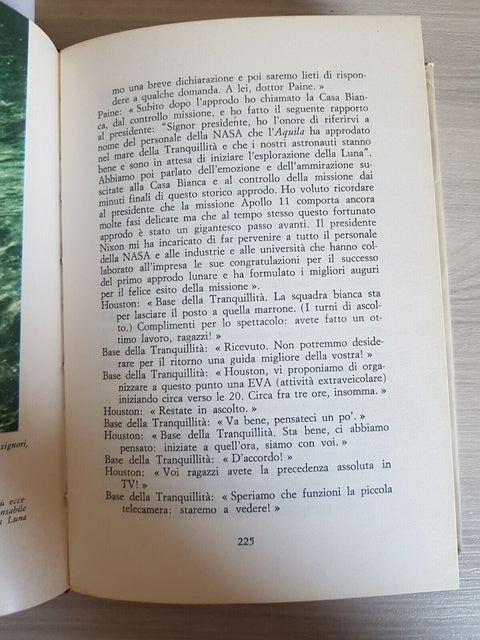 mo una breve dichiarazione e poi saremo lieti di rispon-
dere a qualche domanda. A lei, dottor Paine. »
Paine: « Subito dopo l'approdo ho chiamato la Casa Bian-
ca, dal controllo missione, e ho fatto il seguente rapporto
al presidente: "Signor presidente, ho l'onore di riferirvi a
nome del personale della NASA che l'Aquila ha approdato
nel mare della Tranquillità e che i nostri astronauti stanno
bene e sono in attesa di iniziare l'esplorazione della Luna".
Abbiamo poi parlato dell'emozione e dell'ammirazione su-
scitate alla Casa Bianca e al controllo della missione dai
minuti finali di questo storico approdo. Ho voluto ricordare
al presidente che la missione Apollo 11 comporta ancora
molte fasi delicate ma che al tempo stesso questo fortunato
approdo è stato un gigantesco passo avanti. Il presidente
Nixon mi ha incaricato di far pervenire a tutto il personale
della NASA e alle industrie e alle università che hanno col-
laborato all'impresa le sue congratulazioni per il successo
del primo approdo lunare e ha formulato i migliori auguri
per il felice esito della missione ».
Houston: « Base della Tranquillità. La squadra bianca sta
per lasciare il posto a quella marrone. (I turni di ascol-
to.) Complimenti per lo spettacolo: avete fatto un ot-
timo lavoro, ragazzi! »
Base della Tranquillità: « Ricevuto. Non potremmo deside-
rare per il ritorno una guida migliore della vostra! »
Base della Tranquillità: « Houston, vi proponiamo di orga-
nizzare a questo punto una EVA (attività extraveicolare)
iniziando circa verso le 20. Circa fra tre ore, insomma. »
Houston: « Restate in ascolto. »
Base della Tranquillità: « Va bene, pensateci un po'. »
Houston: « Base della Tranquillità. Sta bene, ci abbiamo
pensato: iniziate a quell'ora, siamo con voi. »
Base della Tranquillità: « D'accordo! »
Houston: « Voi ragazzi avete la precedenza assoluta in
TV! »
Base della Tranquillità: « Speriamo che funzioni la piccola
telecamera: staremo a vedere! »
225
signori,
ù ecce-
nsabile
Luna